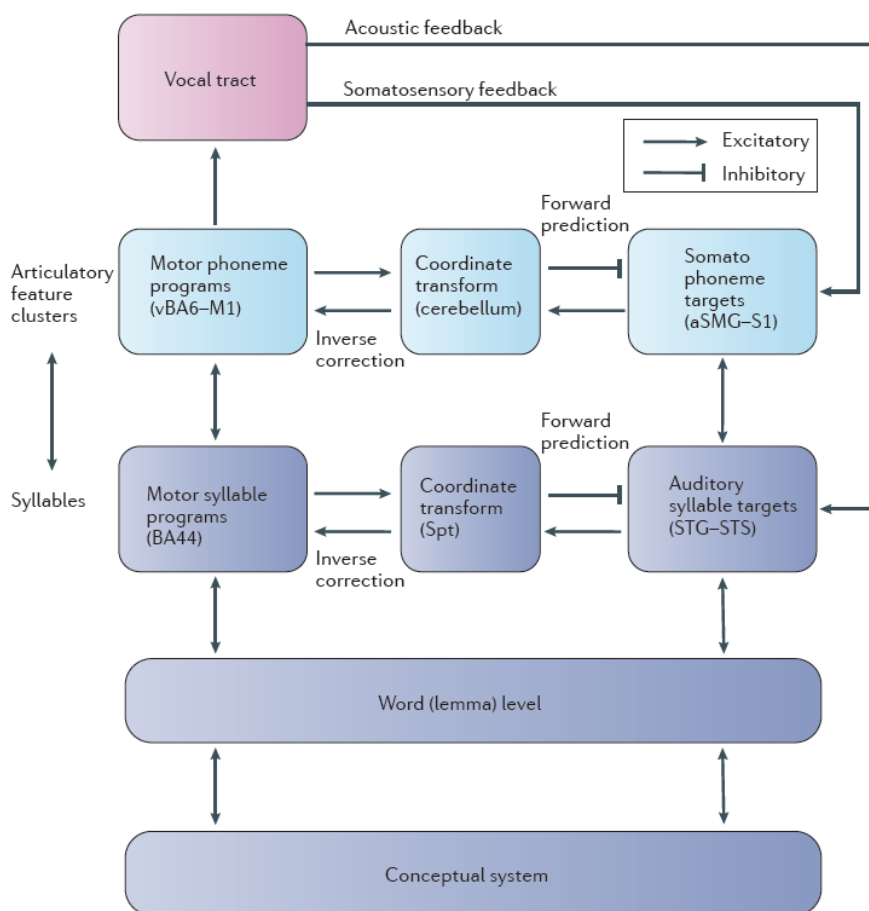 Acoustic feedback
Vocal tract
Somatosensory feedback
Excitatory
Inhibitory
Forward
prediction
Articulatory
feature
clusters
Motor phoneme
programs
(vBA6–M1)
Coordinate
transform
(cerebellum)
Somato
phoneme
targets
(aSMG–S1)
Inverse
correction
Forward
prediction
Syllables
Motor syllable
programs
(BA44)
Coordinate
transform
(Spt)
Auditory
syllable targets
(STG–STS)
Inverse
correction
Word (lemma) level
Conceptual system